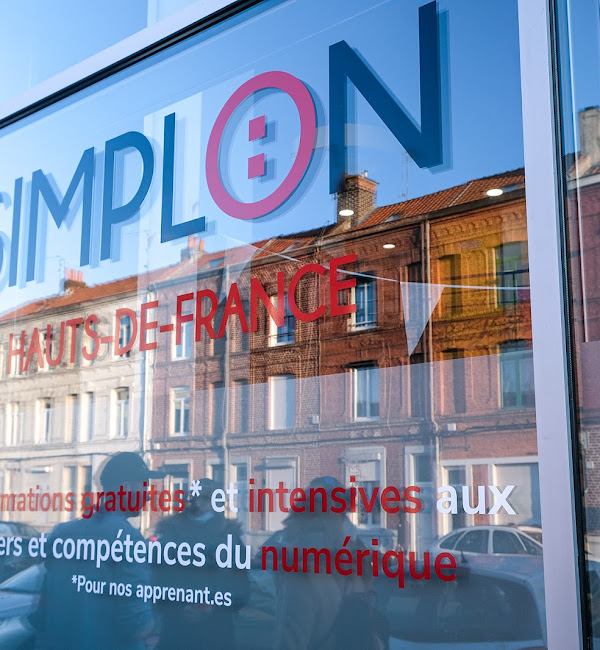 SIMPLON
HAUTS-DE-FRANCE
mations gratuites* et intensives aux
ers et compétences du numérique.
*Pour nos apprenant.es